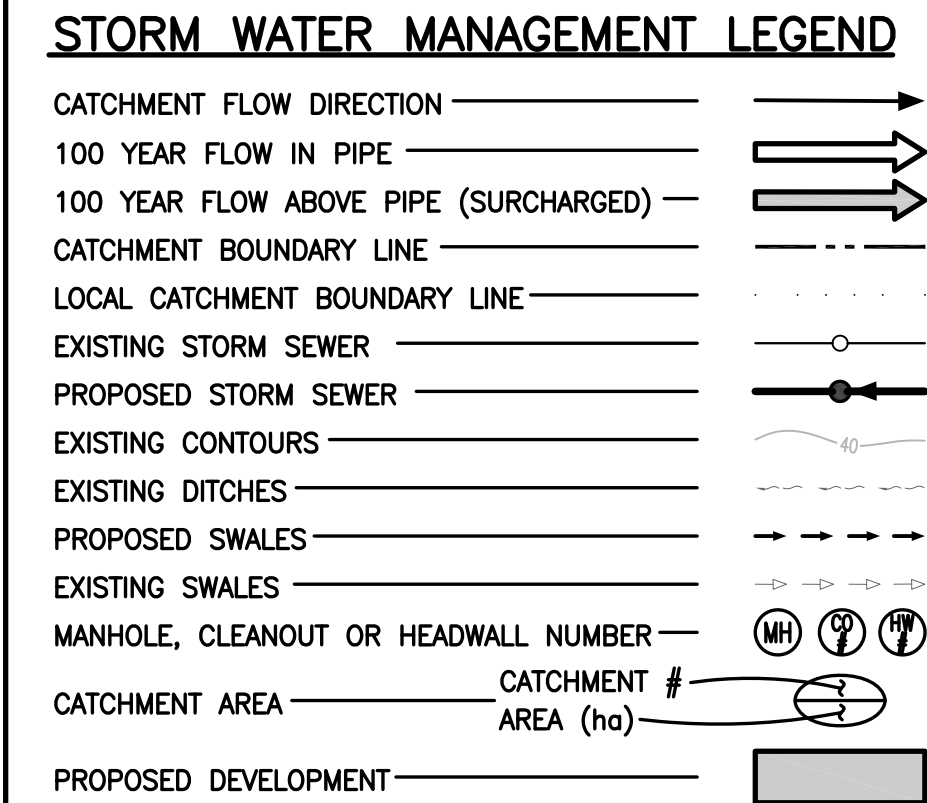 STORM WATER MANAGEMENT LEGEND
CATCHMENT FLOW DIRECTION
100 YEAR FLOW IN PIPE
100 YEAR FLOW ABOVE PIPE (SURCHARGED)
CATCHMENT BOUNDARY LINE
LOCAL CATCHMENT BOUNDARY LINE
EXISTING STORM SEWER
PROPOSED STORM SEWER
EXISTING CONTOURS 40
EXISTING DITCHES
PROPOSED SWALES
EXISTING SWALES
MANHOLE, CLEANOUT OR HEADWALL NUMBER MH CO # HW #
CATCHMENT #
CATCHMENT AREA
AREA (ha)
PROPOSED DEVELOPMENT